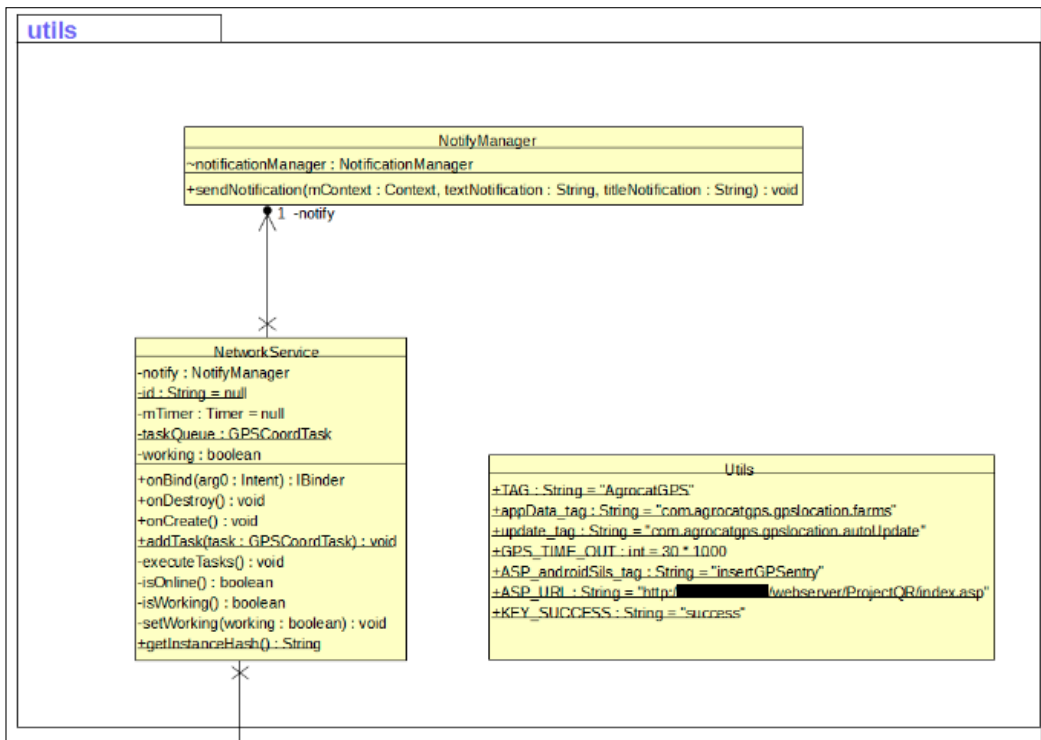 utils
NotifyManager
~notificationManager : NotificationManager
+sendNotification(mContext : Context, textNotification : String, titleNotification : String) : void
1 -notify
NetworkService
-notify : NotifyManager
-id : String = null
-mTimer : Timer = null
-taskQueue : GPSCoordTask
-working : boolean
+onBind(arg0 : Intent) : IBinder
+onDestroy() : void
+onCreate() : void
+addTask(task : GPSCoordTask) : void
-executeTasks() : void
-isOnline() : boolean
-isWorking() : boolean
-setWorking(working : boolean) : void
+getInstanceHash() : String
Utils
+TAG : String = "AgrocatGPS"
+appData_tag : String = "com.agrocatgps.gpslocation.farms"
+update_tag : String = "com.agrocatgps.gpslocation.autoUpdate"
+GPS_TIME_OUT : int = 30 * 1000
+ASP_androidSils_tag : String = "insertGPSentry"
+ASP_URL : String = "http:/ /webserver/ProjectQR/index.asp"
+KEY_SUCCESS : String = "success"